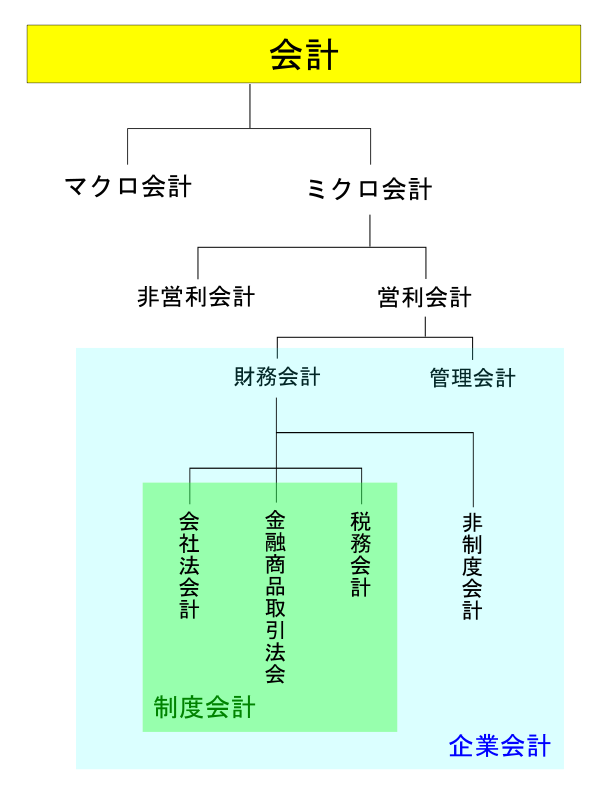 会計
マクロ会計
ミクロ会計
非営利会計
営利会計
財務会計
管理会計
会社法会計
金融商品取引法会
税務会計
非制度会計
制度会計
企業会計